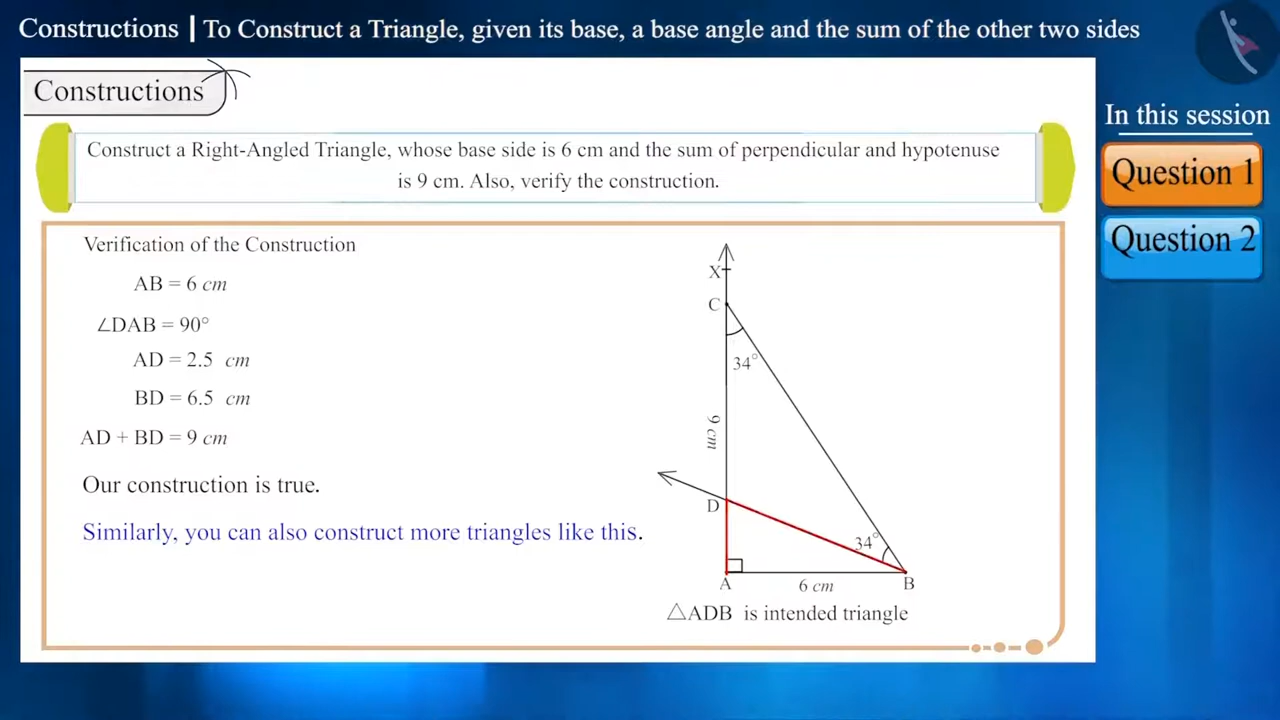 Constructions | To Construct a Triangle, given its base, a base angle and the sum of the other two sides
Constructions
In this session
Question 1
Question 2
Construct a Right-Angled Triangle, whose base side is 6 cm and the sum of perpendicular and hypotenuse
is 9 cm. Also, verify the construction.
Verification of the Construction
AB = 6 cm
∠DAB = 90°
AD = 2.5 cm
BD = 6.5 cm
AD + BD = 9 cm
Our construction is true.
Similarly, you can also construct more triangles like this.
X
C
34°
9 cm
D
34°
A
6 cm
B
△ADB is intended triangle